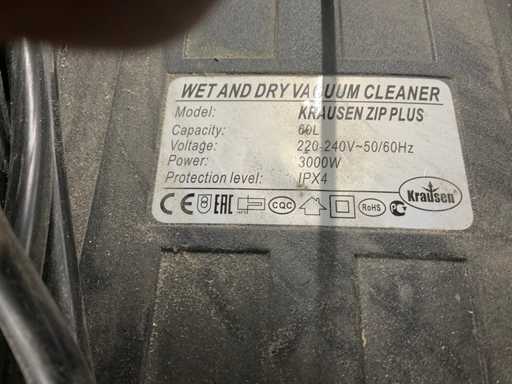 WET AND DRY VACUUM CLEANER
Model: KRAUSEN ZIP PLUS
Capacity: 60L
Voltage: 220-240V~50/60Hz
Power: 3000W
Protection level: IPX4
CE EAC CQC RoHS Krausen